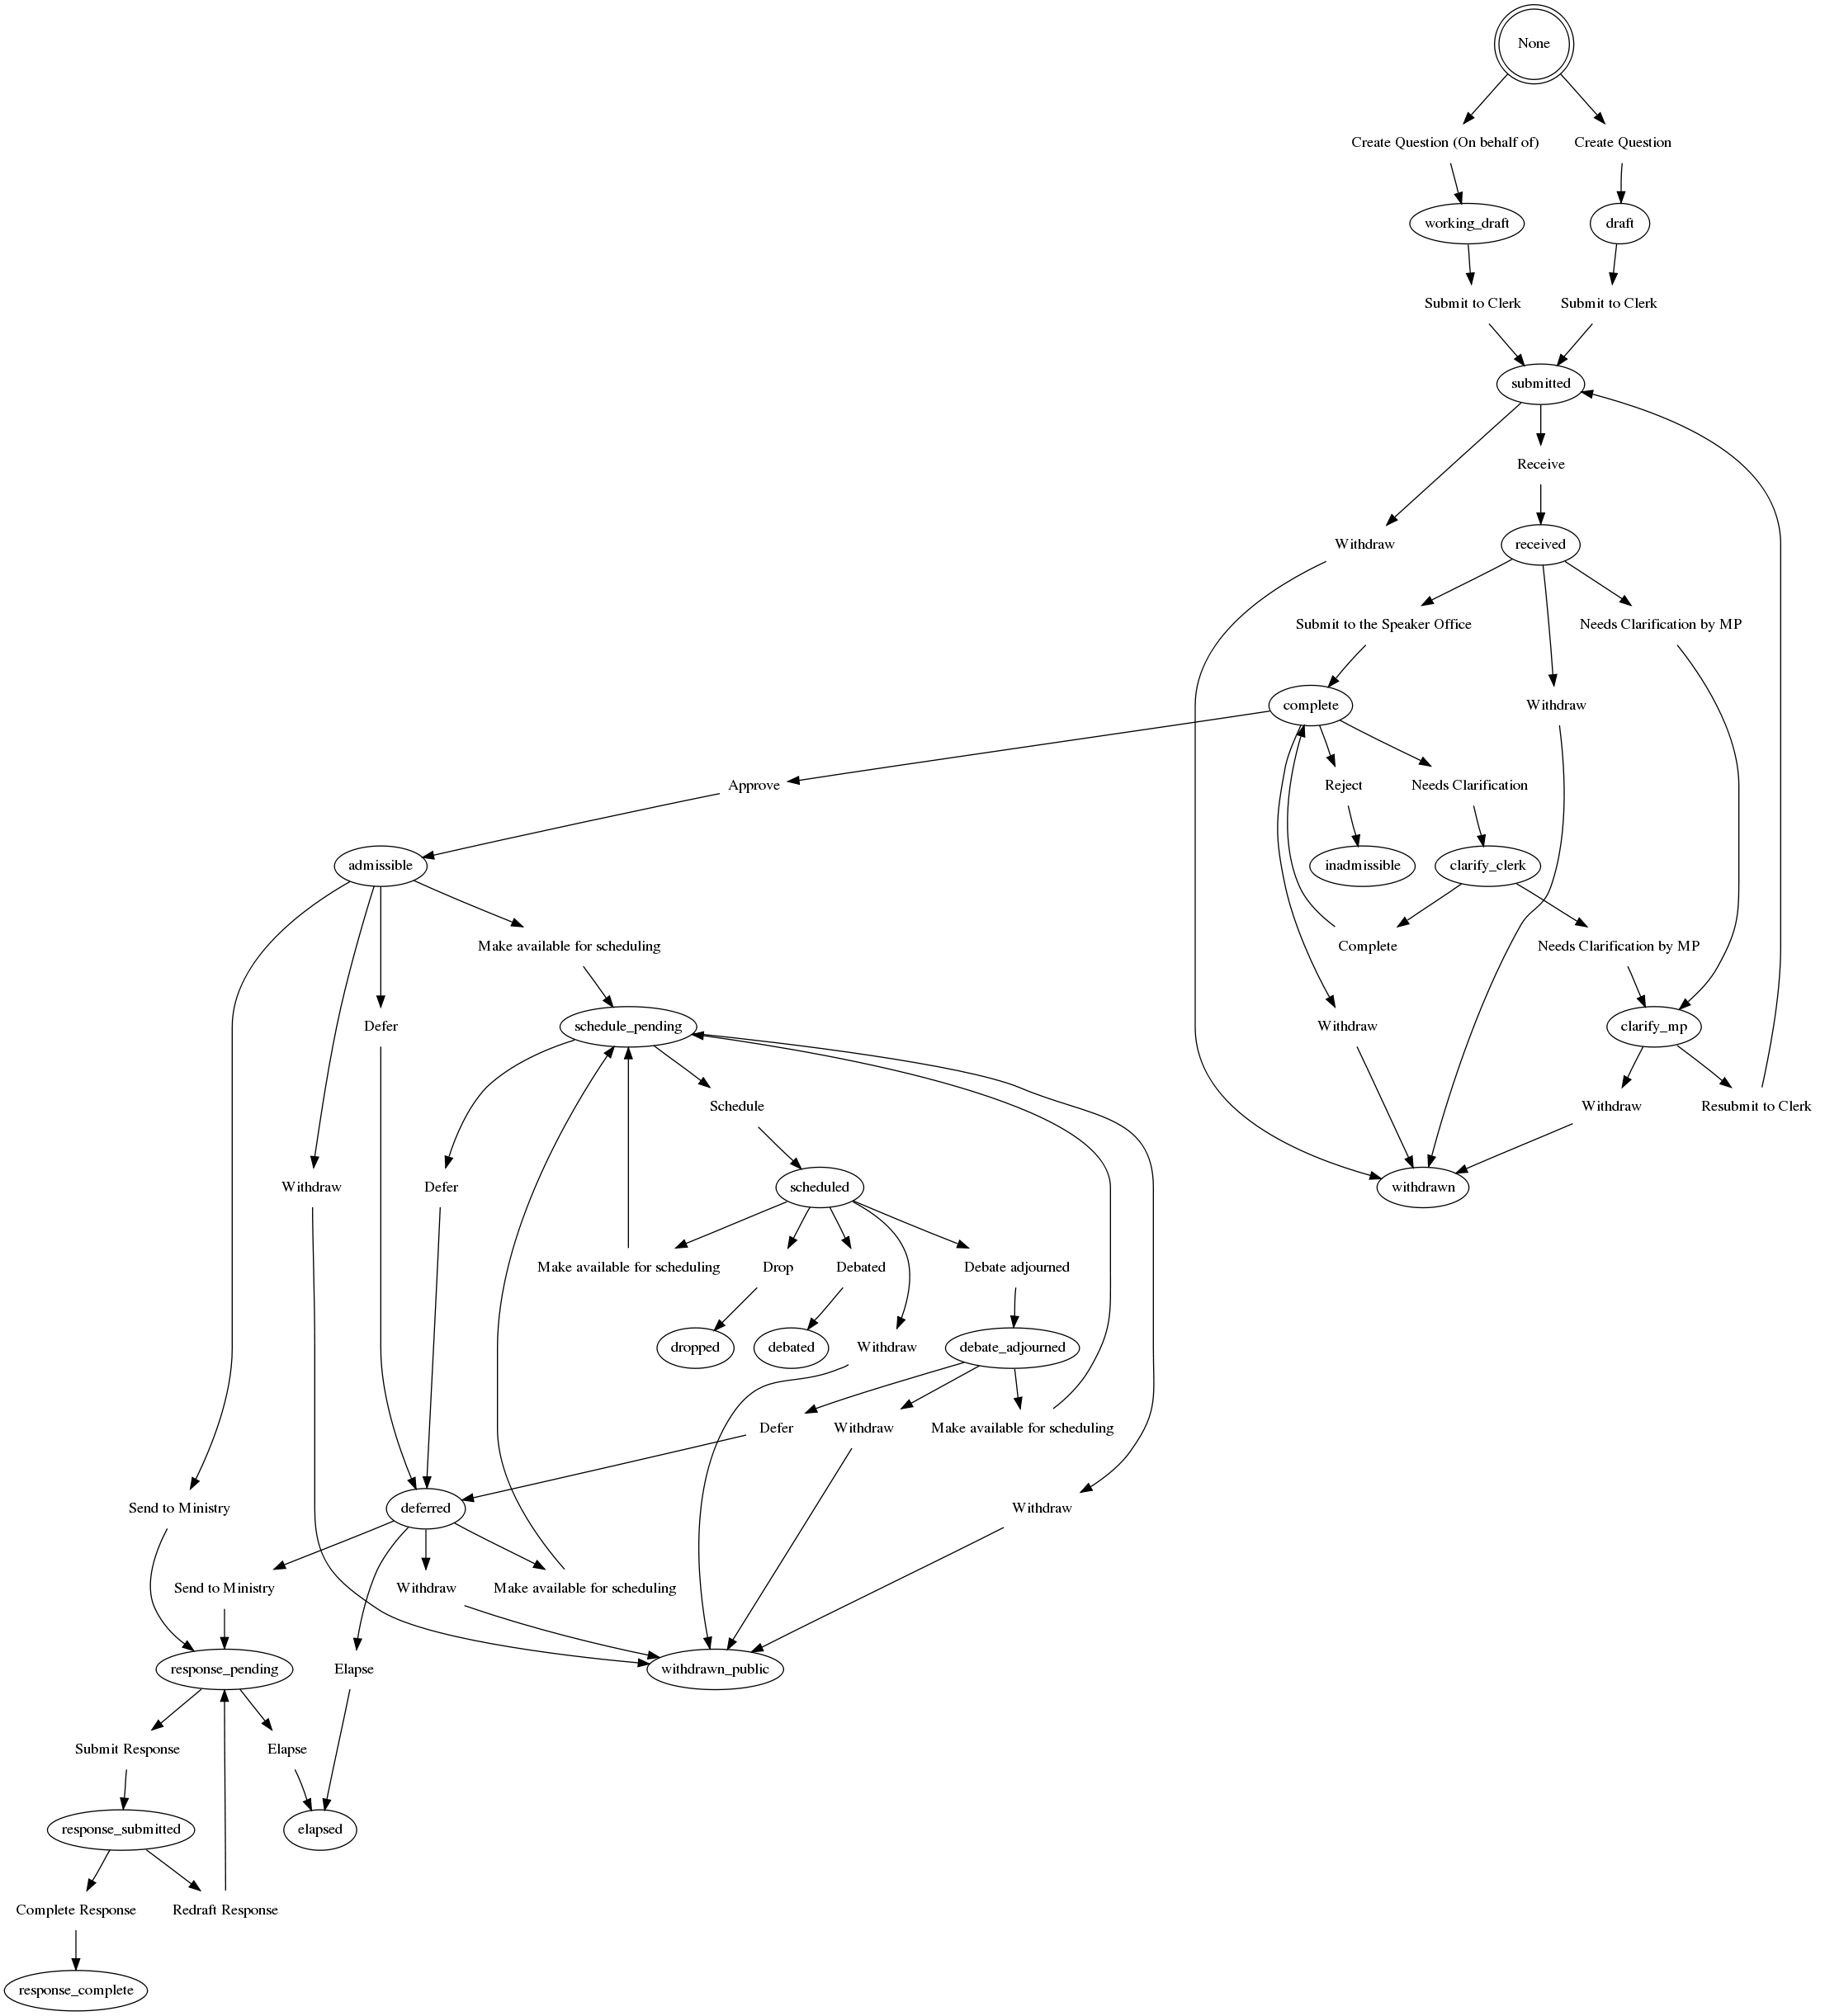 None
Create Question (On behalf of)
Create Question
working_draft
draft
Submit to Clerk
Submit to Clerk
submitted
Receive
Withdraw
received
Submit to the Speaker Office
Needs Clarification by MP
complete
Withdraw
Approve
Reject
Needs Clarification
admissible
inadmissible
clarify_clerk
Make available for scheduling
Complete
Needs Clarification by MP
Defer
schedule_pending
Withdraw
clarify_mp
Schedule
Withdraw
Resubmit to Clerk
Withdraw
Defer
scheduled
withdrawn
Make available for scheduling
Drop
Debated
Debate adjourned
dropped
debated
Withdraw
debate_adjourned
Defer
Withdraw
Make available for scheduling
Send to Ministry
deferred
Withdraw
Send to Ministry
Withdraw
Make available for scheduling
response_pending
Elapse
withdrawn_public
Submit Response
Elapse
response_submitted
elapsed
Complete Response
Redraft Response
response_complete